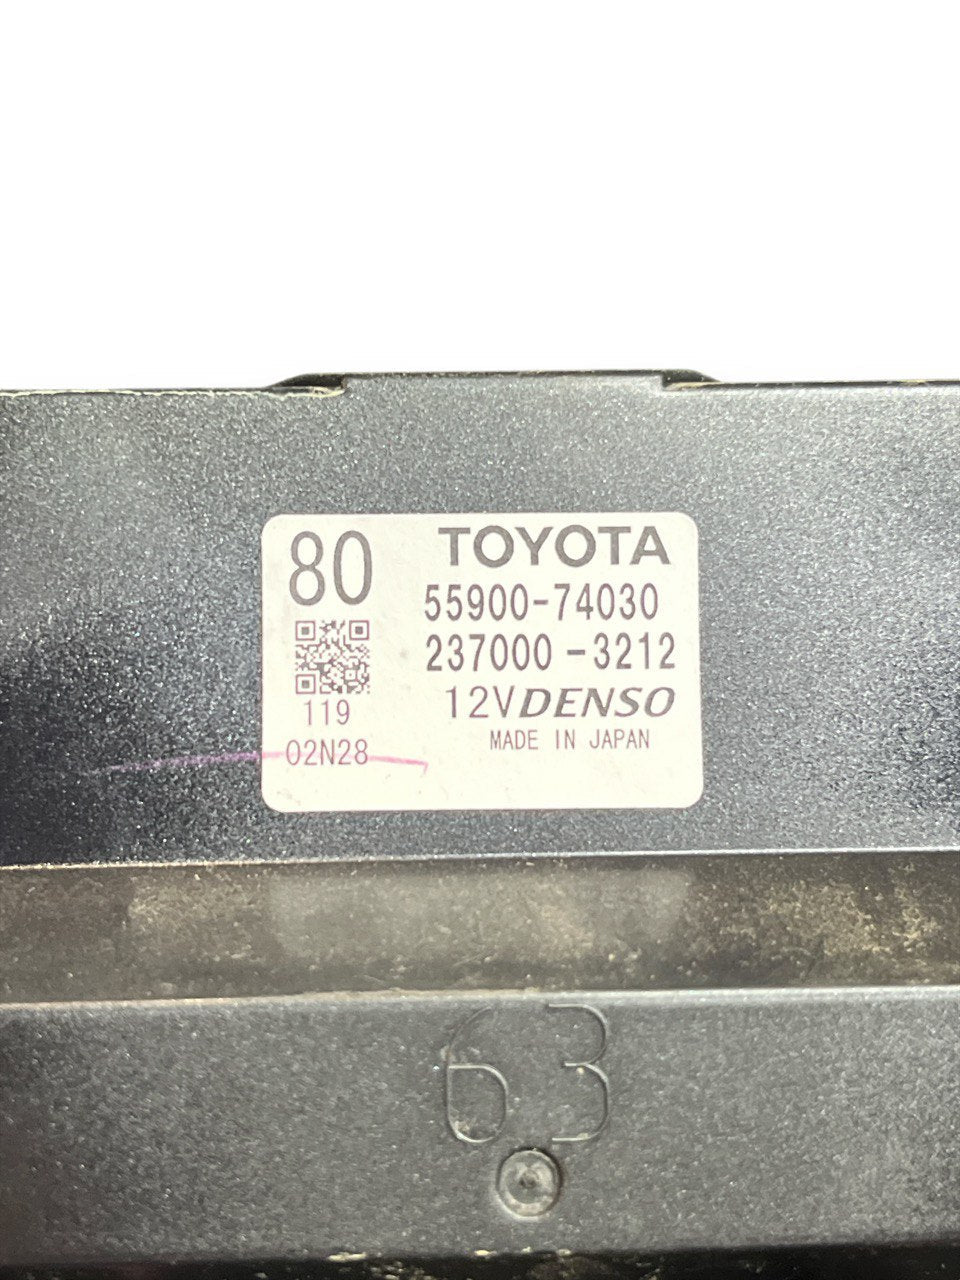 80
TOYOTA
55900-74030
237000-3212
12V DENSO
MADE IN JAPAN
119
02N28
63